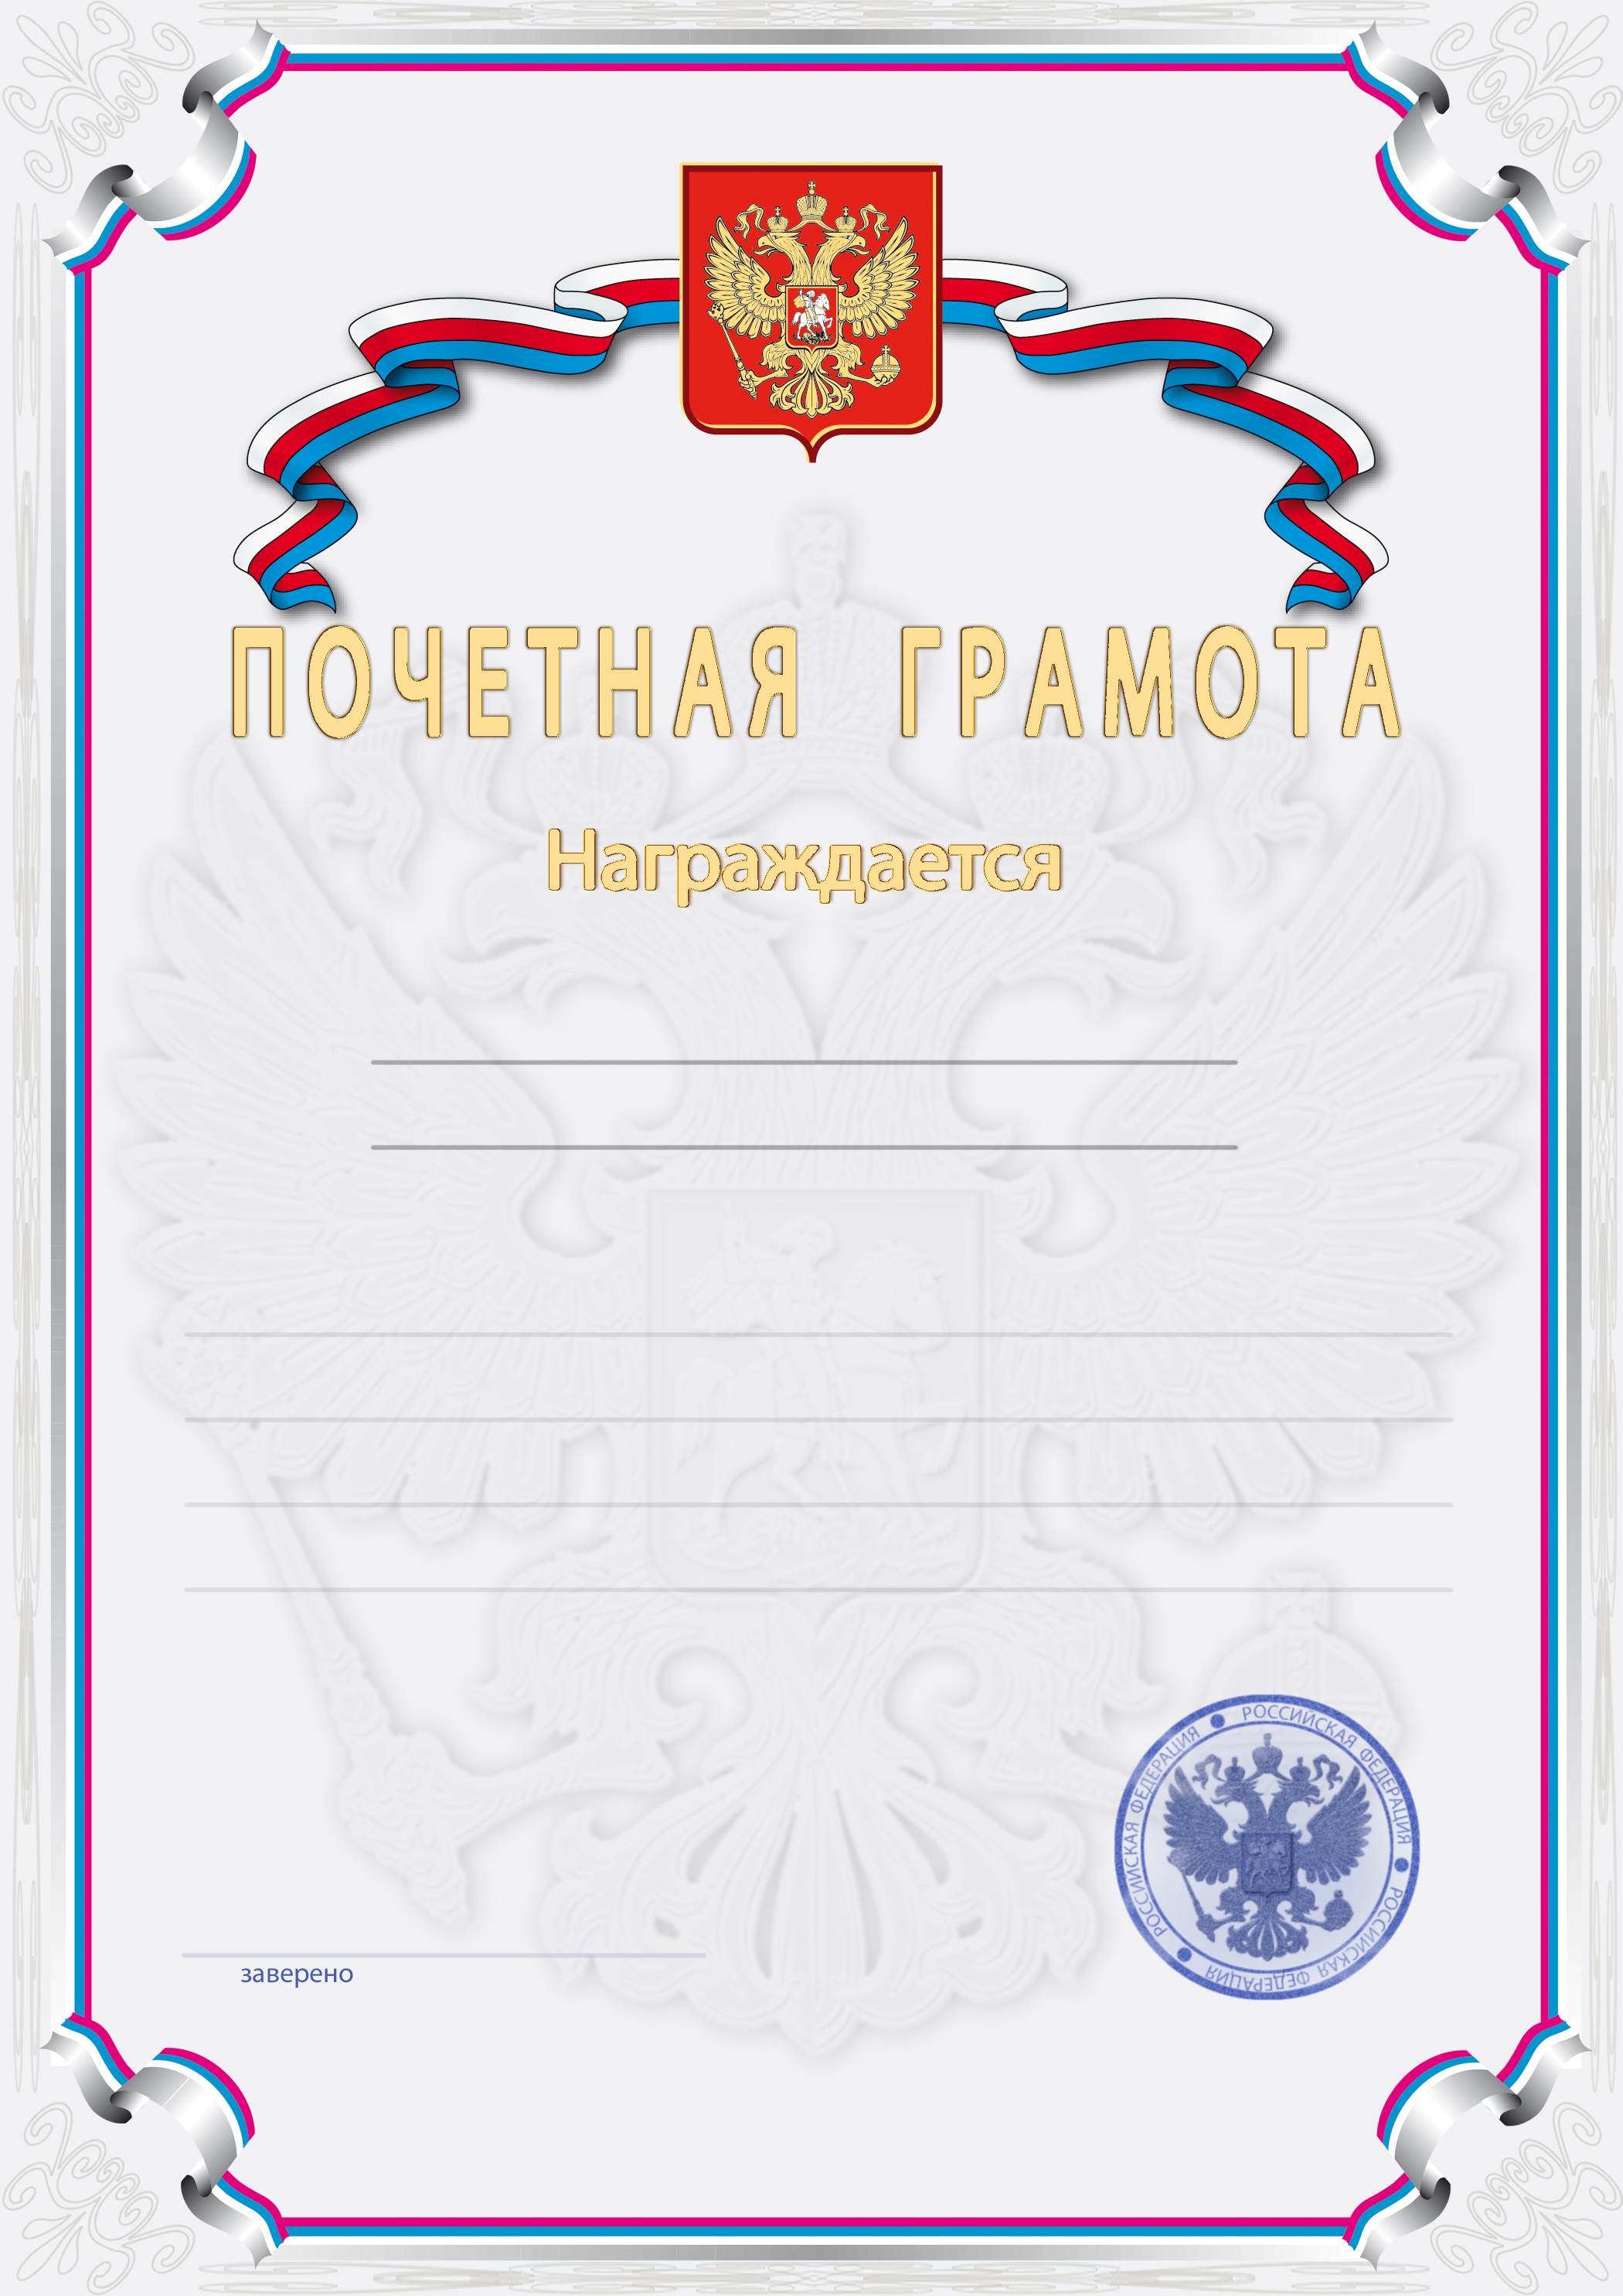 ПОЧЕТНАЯ ГРАМОТА
Награждается
РОССИЙСКАЯ ФЕДЕРАЦИЯ • РОССИЙСКАЯ ФЕДЕРАЦИЯ • РОССИЙСКАЯ ФЕДЕРАЦИЯ •
заверено